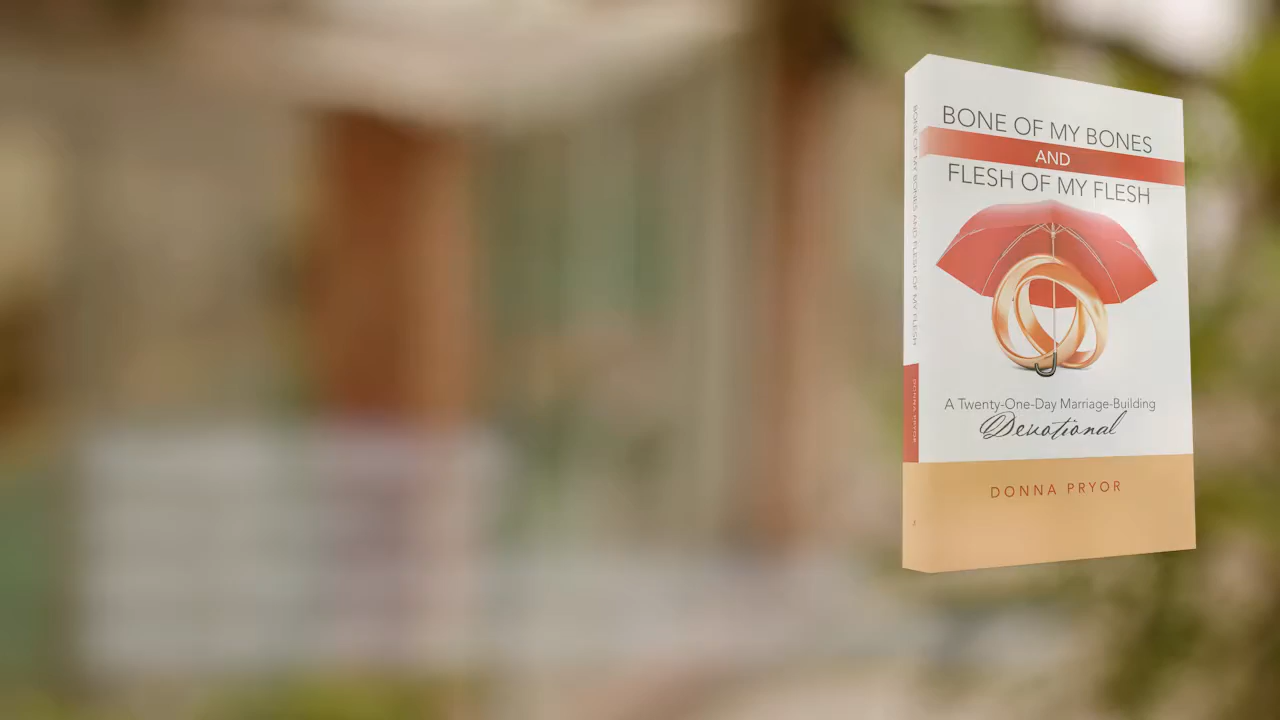 BONE OF MY BONES
AND
FLESH OF MY FLESH
A Twenty-One-Day Marriage-Building
Devotional
DONNA PRYOR
BONE OF MY BONES AND FLESH OF MY FLESH
DONNA PRYOR